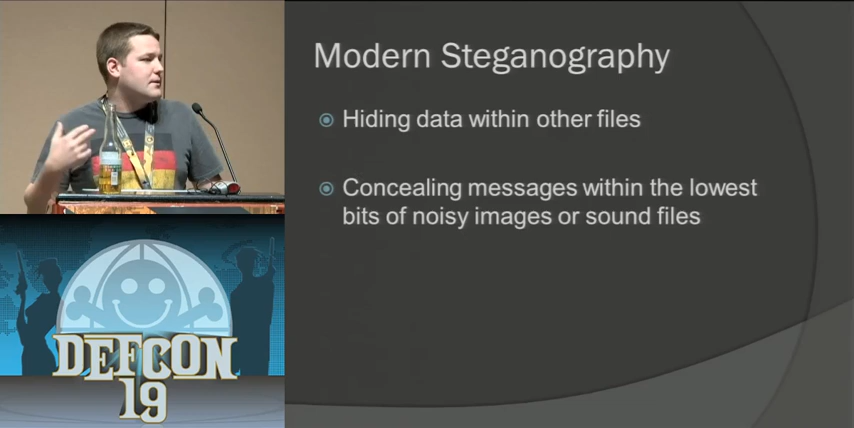 Modern Steganography
Hiding data within other files
Concealing messages within the lowest
bits of noisy images or sound files
DEFCON
19